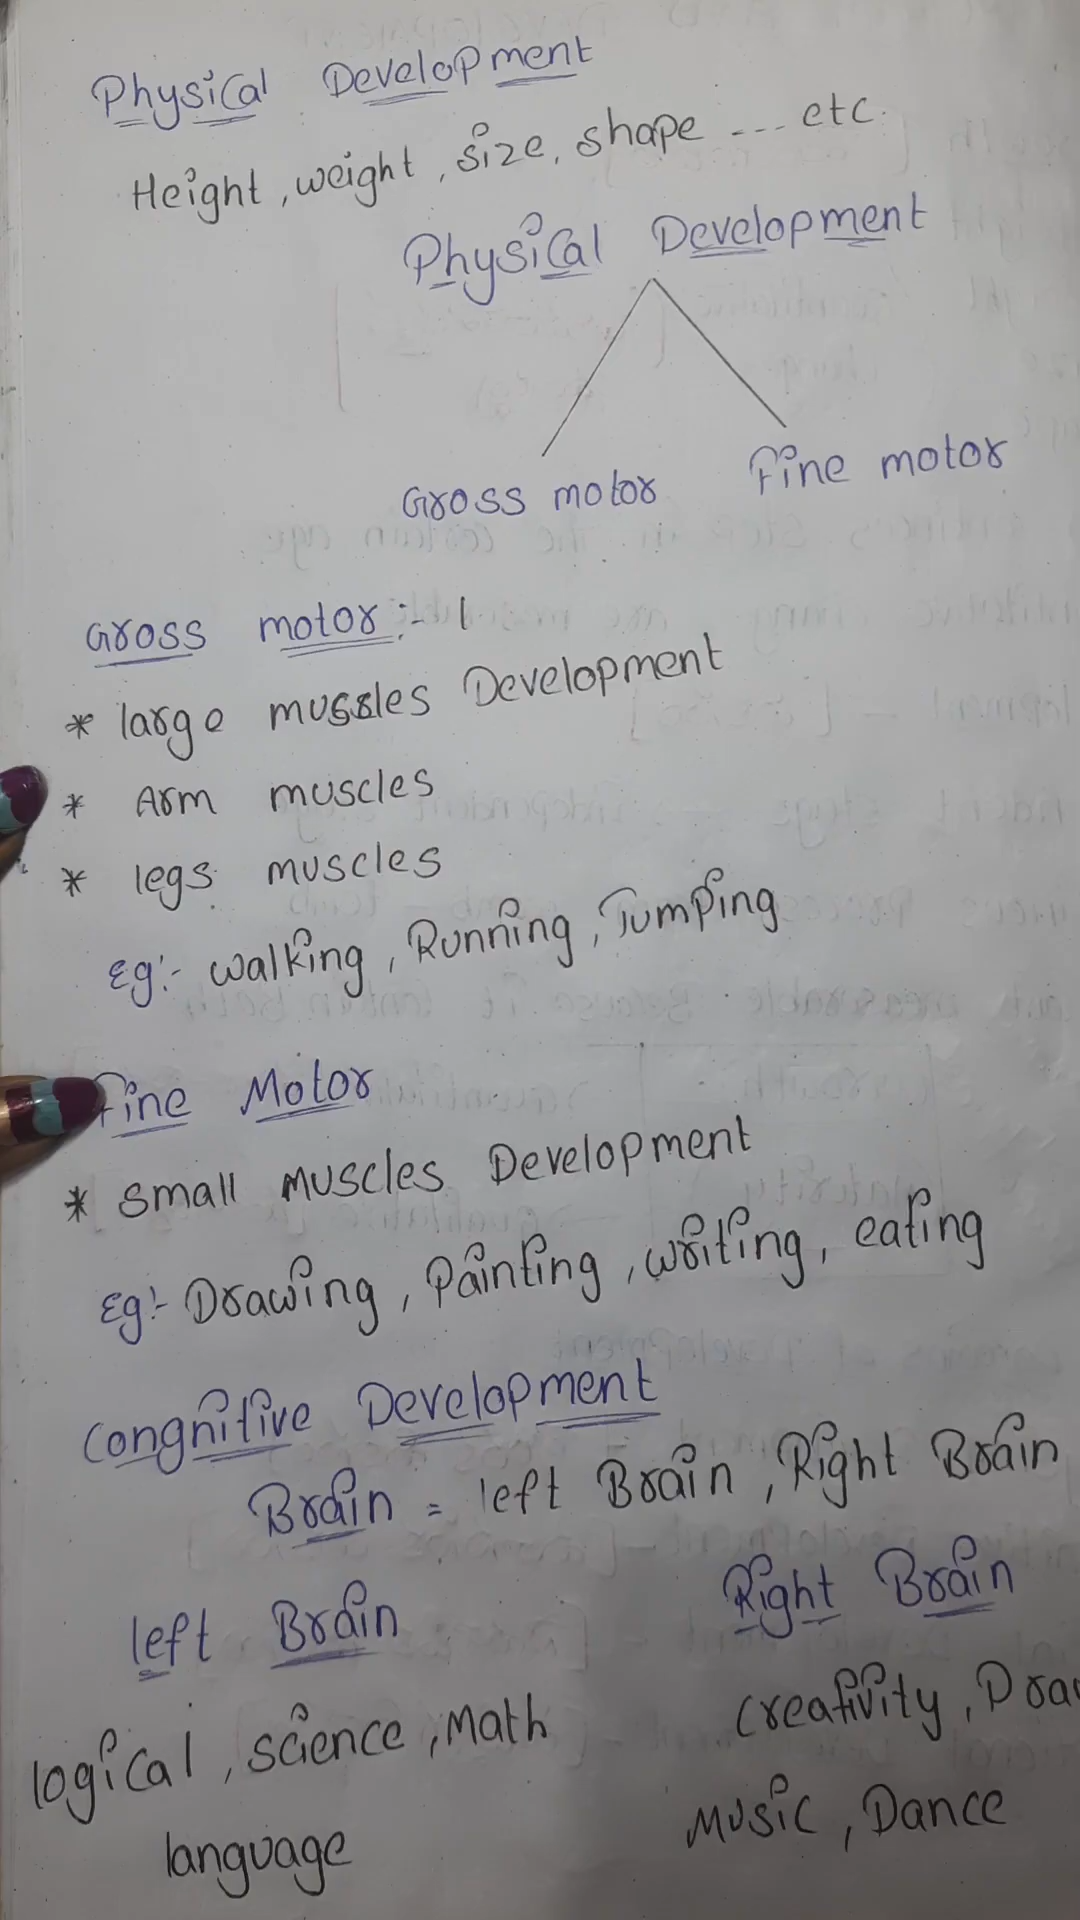 Physical Development
Height, weight, size, shape --- etc.
Physical Development
Gross motor Fine motor
Gross motor :- 1
* large mussles Development
* Arm muscles
* legs muscles
Eg:- walking, Running, Jumping
Fine Motor
* small muscles Development
Eg:- Drawing, Painting, writing, eating
Congnitive Development
Brain = left Brain, Right Brain
left Brain Right Brain
logical, science, Math creativity, Dra
language Music, Dance